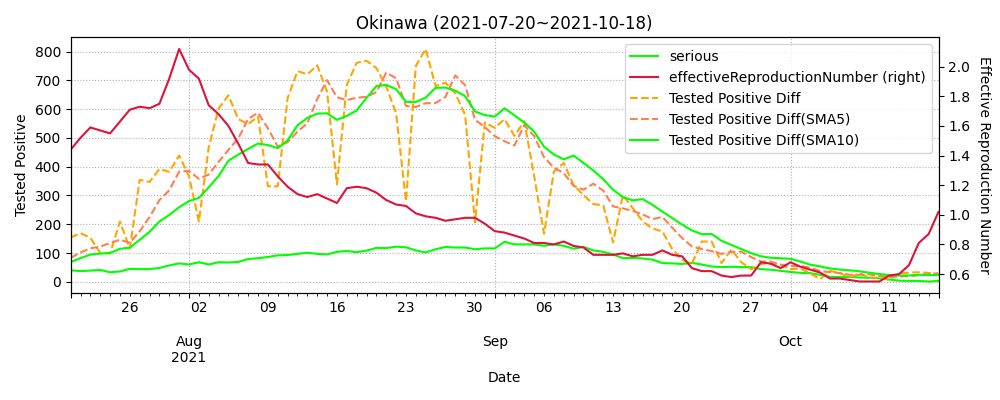 Okinawa (2021-07-20~2021-10-18)
serious
effectiveReproductionNumber (right)
Tested Positive Diff
Tested Positive Diff(SMA5)
Tested Positive Diff(SMA10)
Tested Positive
800
700
600
500
400
300
200
100
0
2.0
1.8
1.6
1.4
1.2
1.0
0.8
0.6
Effective Reproduction Number
26 02 09 16 23 30 06 13 20 27 04 11
Aug Sep Oct
2021
Date